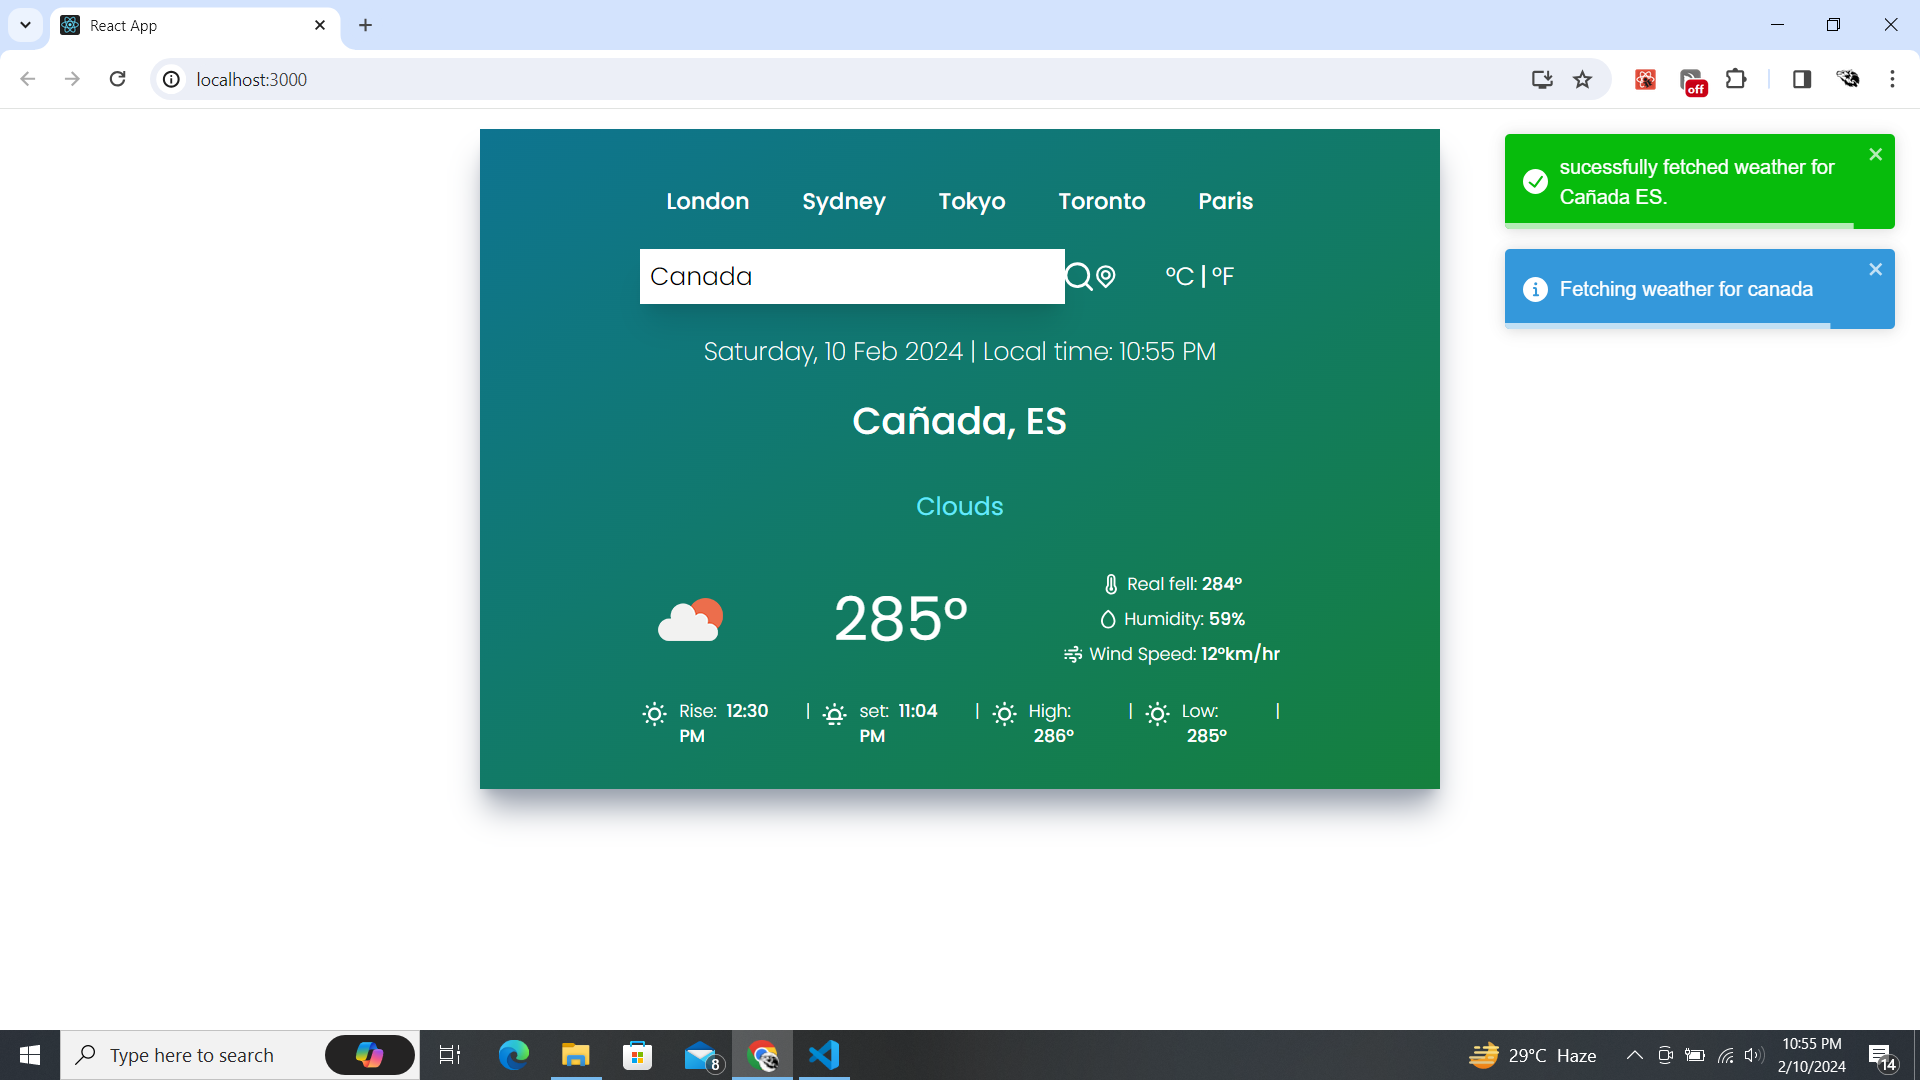 React App
localhost:3000
off
London Sydney Tokyo Toronto Paris
Canada
°C | °F
Saturday, 10 Feb 2024 | Local time: 10:55 PM
Cañada, ES
Clouds
285°
Real fell: 284°
Humidity: 59%
Wind Speed: 12°km/hr
Rise: 12:30 PM | set: 11:04 PM | High: 286° | Low: 285° |
sucessfully fetched weather for
Cañada ES.
Fetching weather for canada
Type here to search
8
29°C Haze
10:55 PM
2/10/2024
14